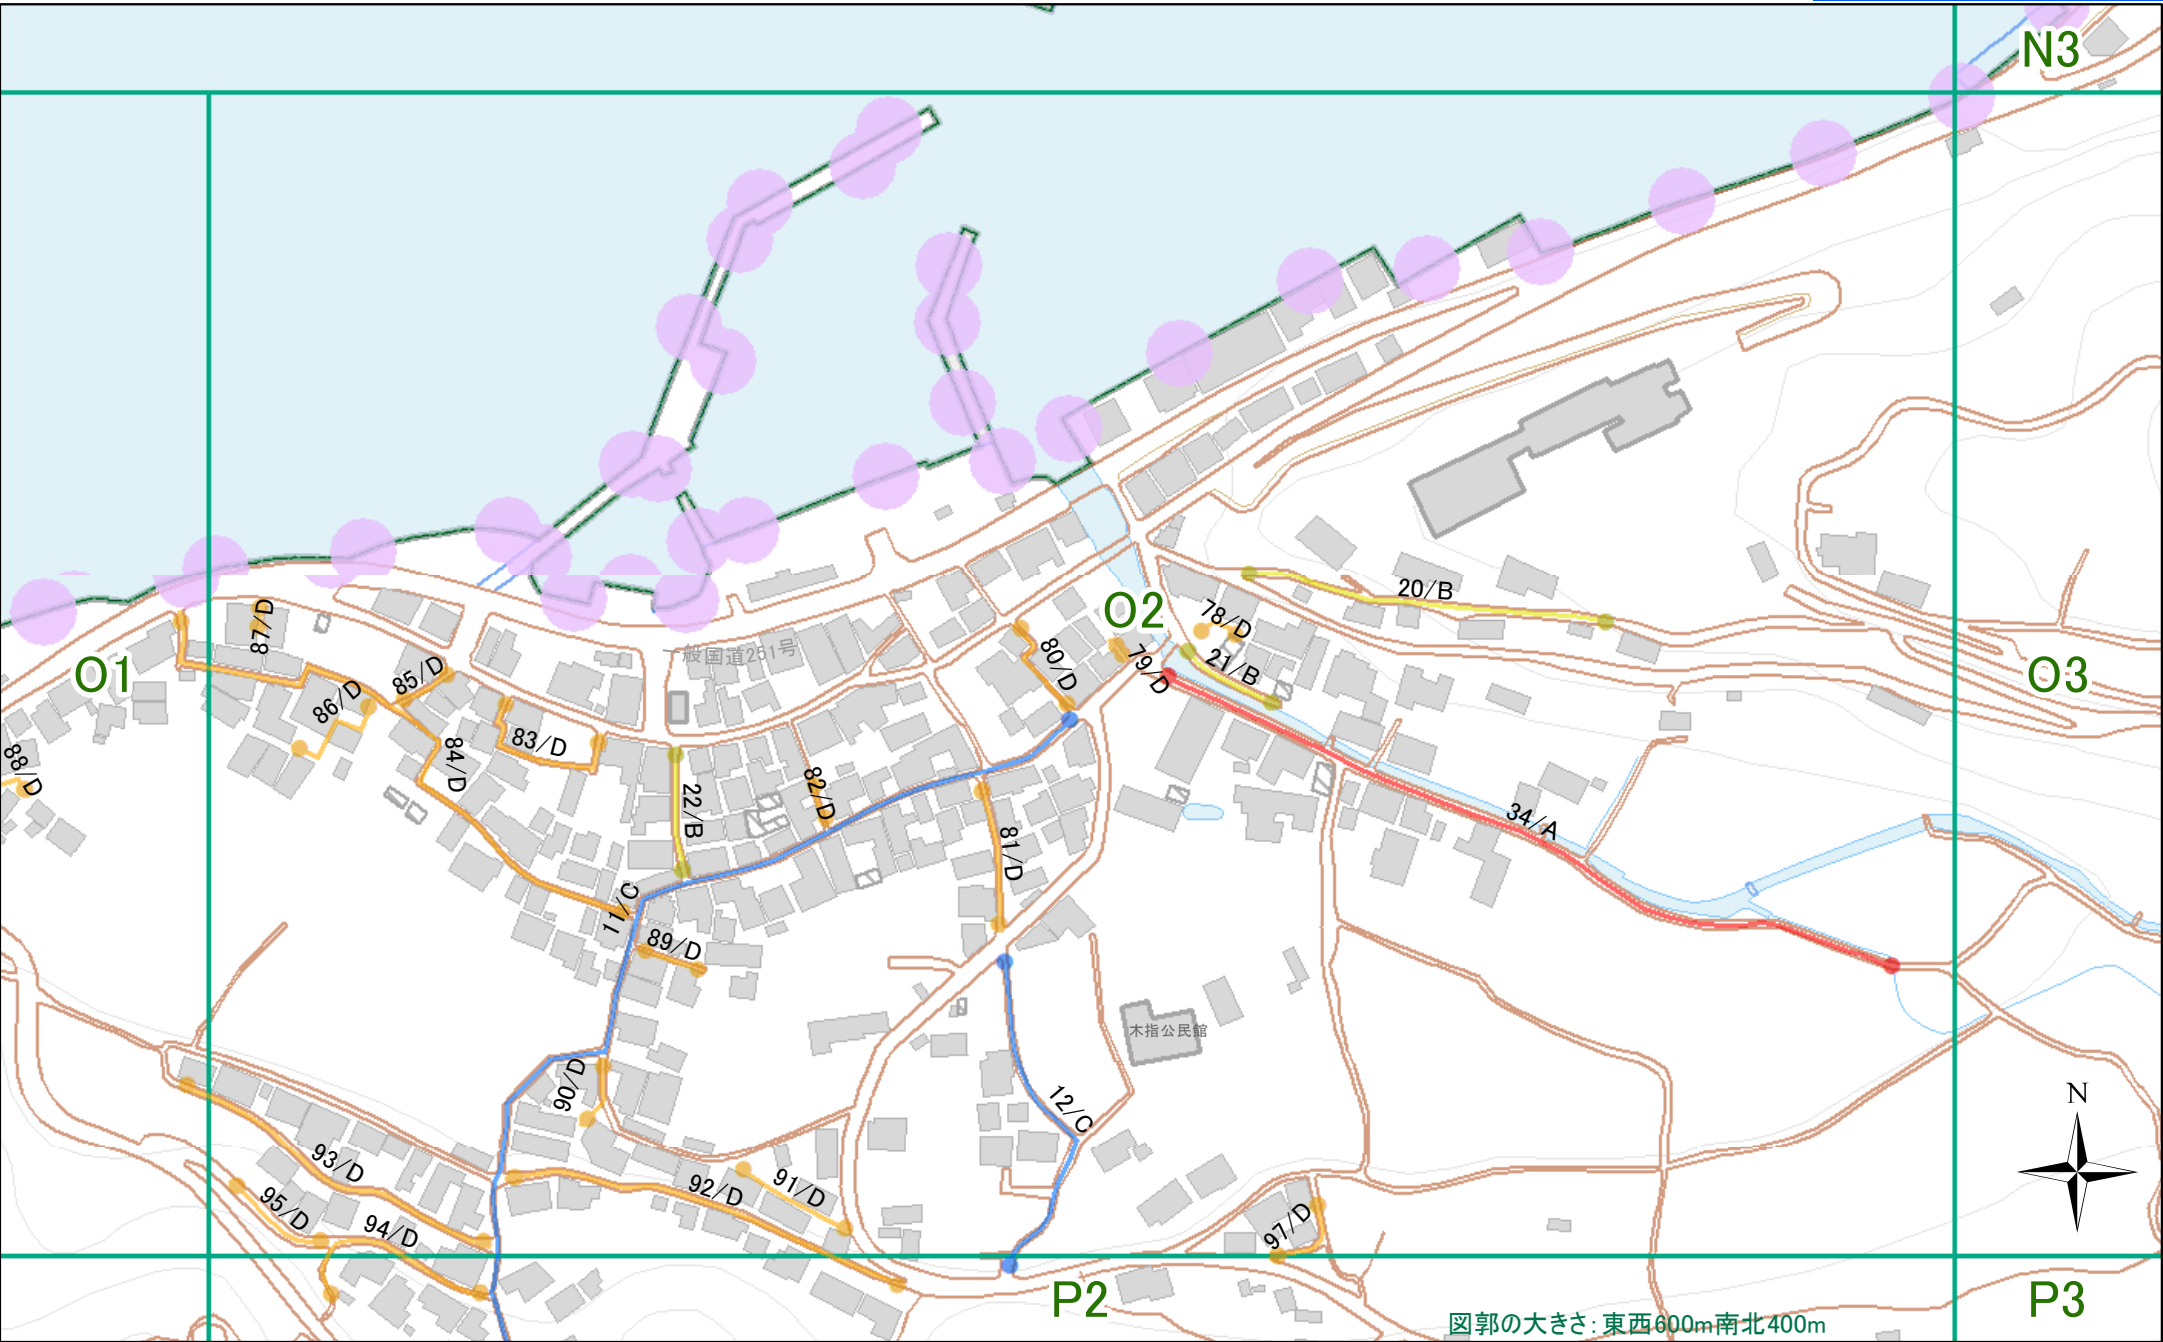 N3
87/D
O1
85/D
86/D
一般国道251号
80/D
O2
79/D
78/D
21/B
20/B
O3
88/D
84/D
83/D
22/B
82/D
81/D
34/A
11/C
89/D
木指公民館
90/D
12/C
N
93/D
95/D
94/D
92/D
91/D
97/D
P2
P3
図郭の大きさ:東西600m南北400m